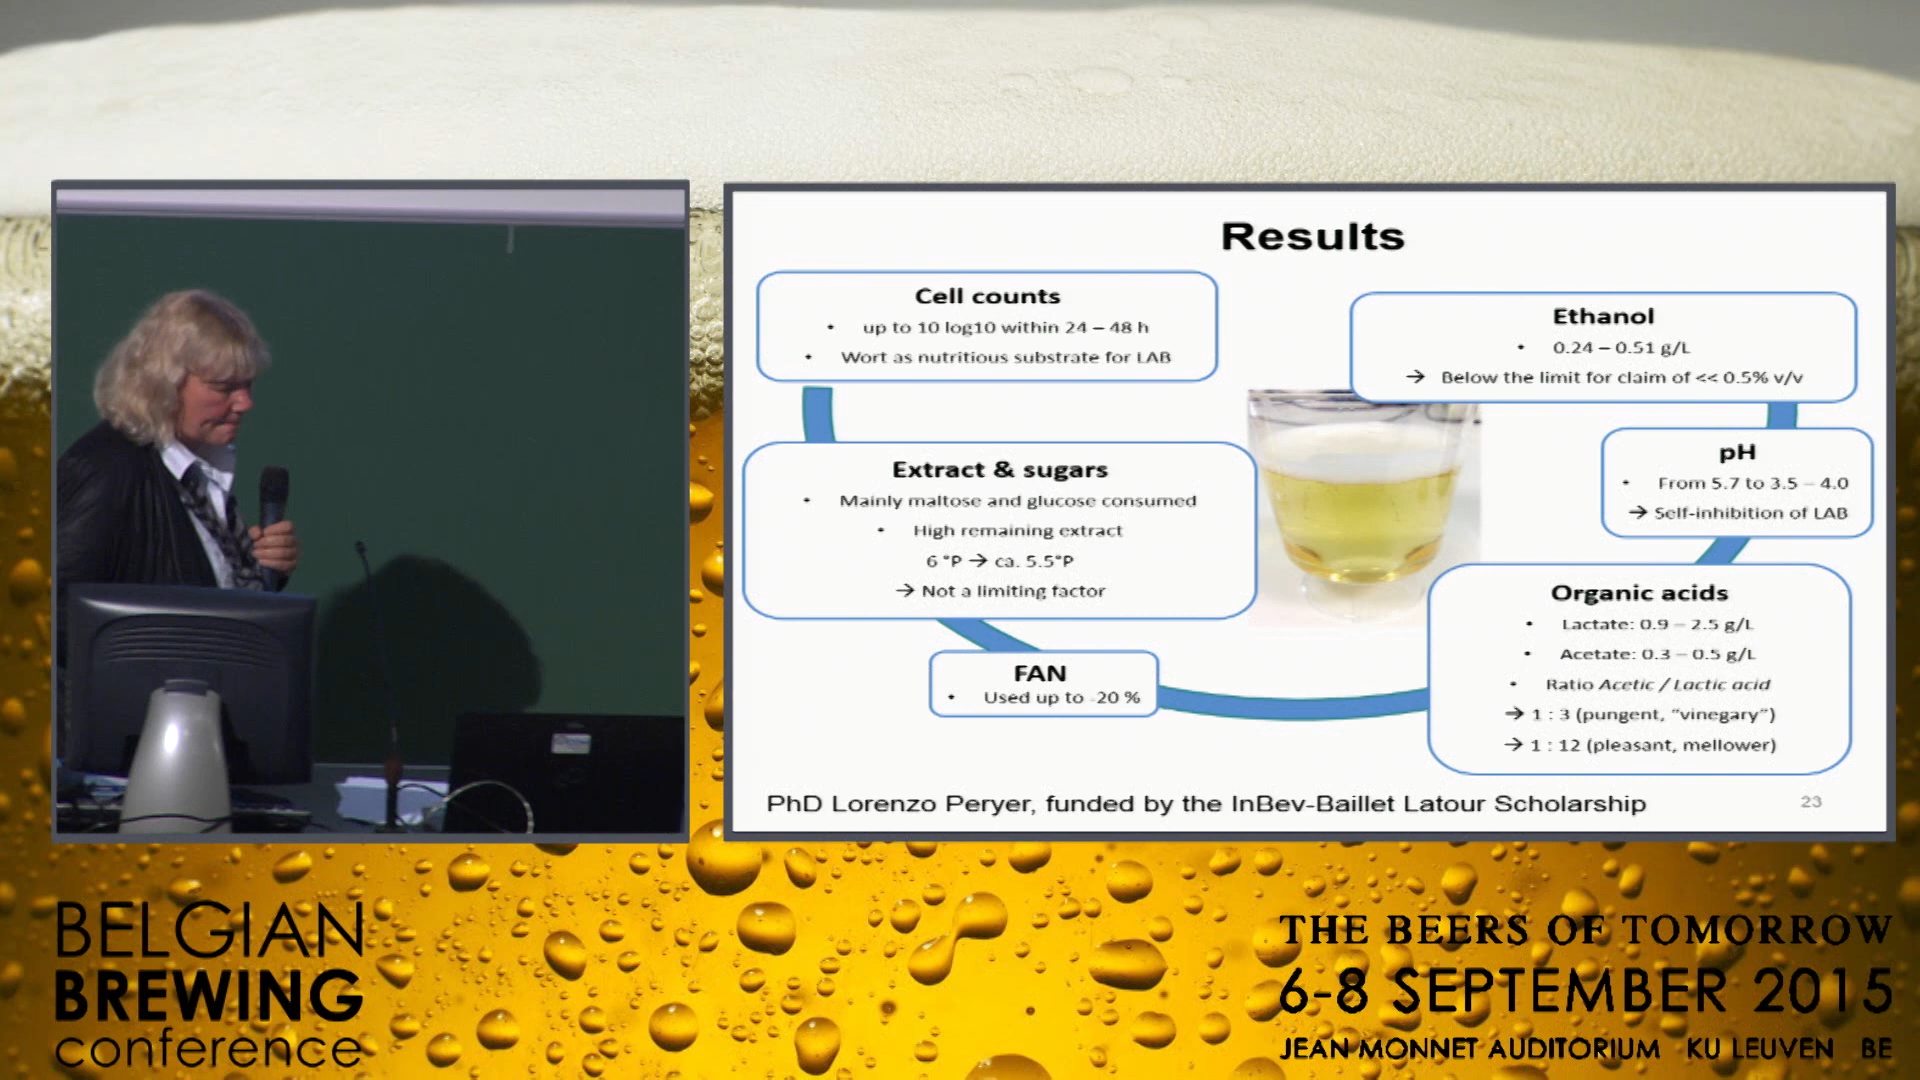 Results
Cell counts
• up to 10 log10 within 24 – 48 h
• Wort as nutritious substrate for LAB
Ethanol
• 0.24 – 0.51 g/L
→ Below the limit for claim of << 0.5% v/v
Extract & sugars
• Mainly maltose and glucose consumed
• High remaining extract
6 °P → ca. 5.5°P
→ Not a limiting factor
pH
• From 5.7 to 3.5 – 4.0
→ Self-inhibition of LAB
FAN
• Used up to 20 %
Organic acids
• Lactate: 0.9 – 2.5 g/L
• Acetate: 0.3 – 0.5 g/L
• Ratio Acetic / Lactic acid
→ 1 : 3 (pungent, "vinegary")
→ 1 : 12 (pleasant, mellower)
PhD Lorenzo Peryer, funded by the InBev-Baillet Latour Scholarship
23
BELGIAN
BREWING
conference
THE BEERS OF TOMORROW
6-8 SEPTEMBER 2015
JEAN MONNET AUDITORIUM KU LEUVEN BE